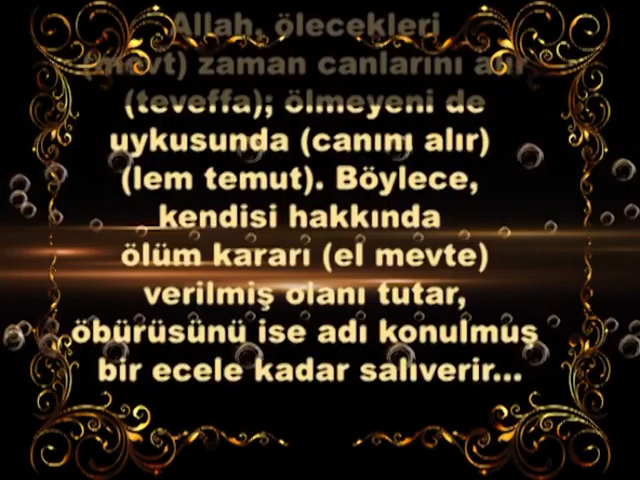 Allah, ölecekleri
(mevt) zaman canlarını alır
(teveffa); ölmeyeni de
uykusunda (canını alır)
(lem temut). Böylece,
kendisi hakkında
ölüm kararı (el mevte)
verilmiş olanı tutar,
öbürüsünü ise adı konulmuş
bir ecele kadar salıverir...